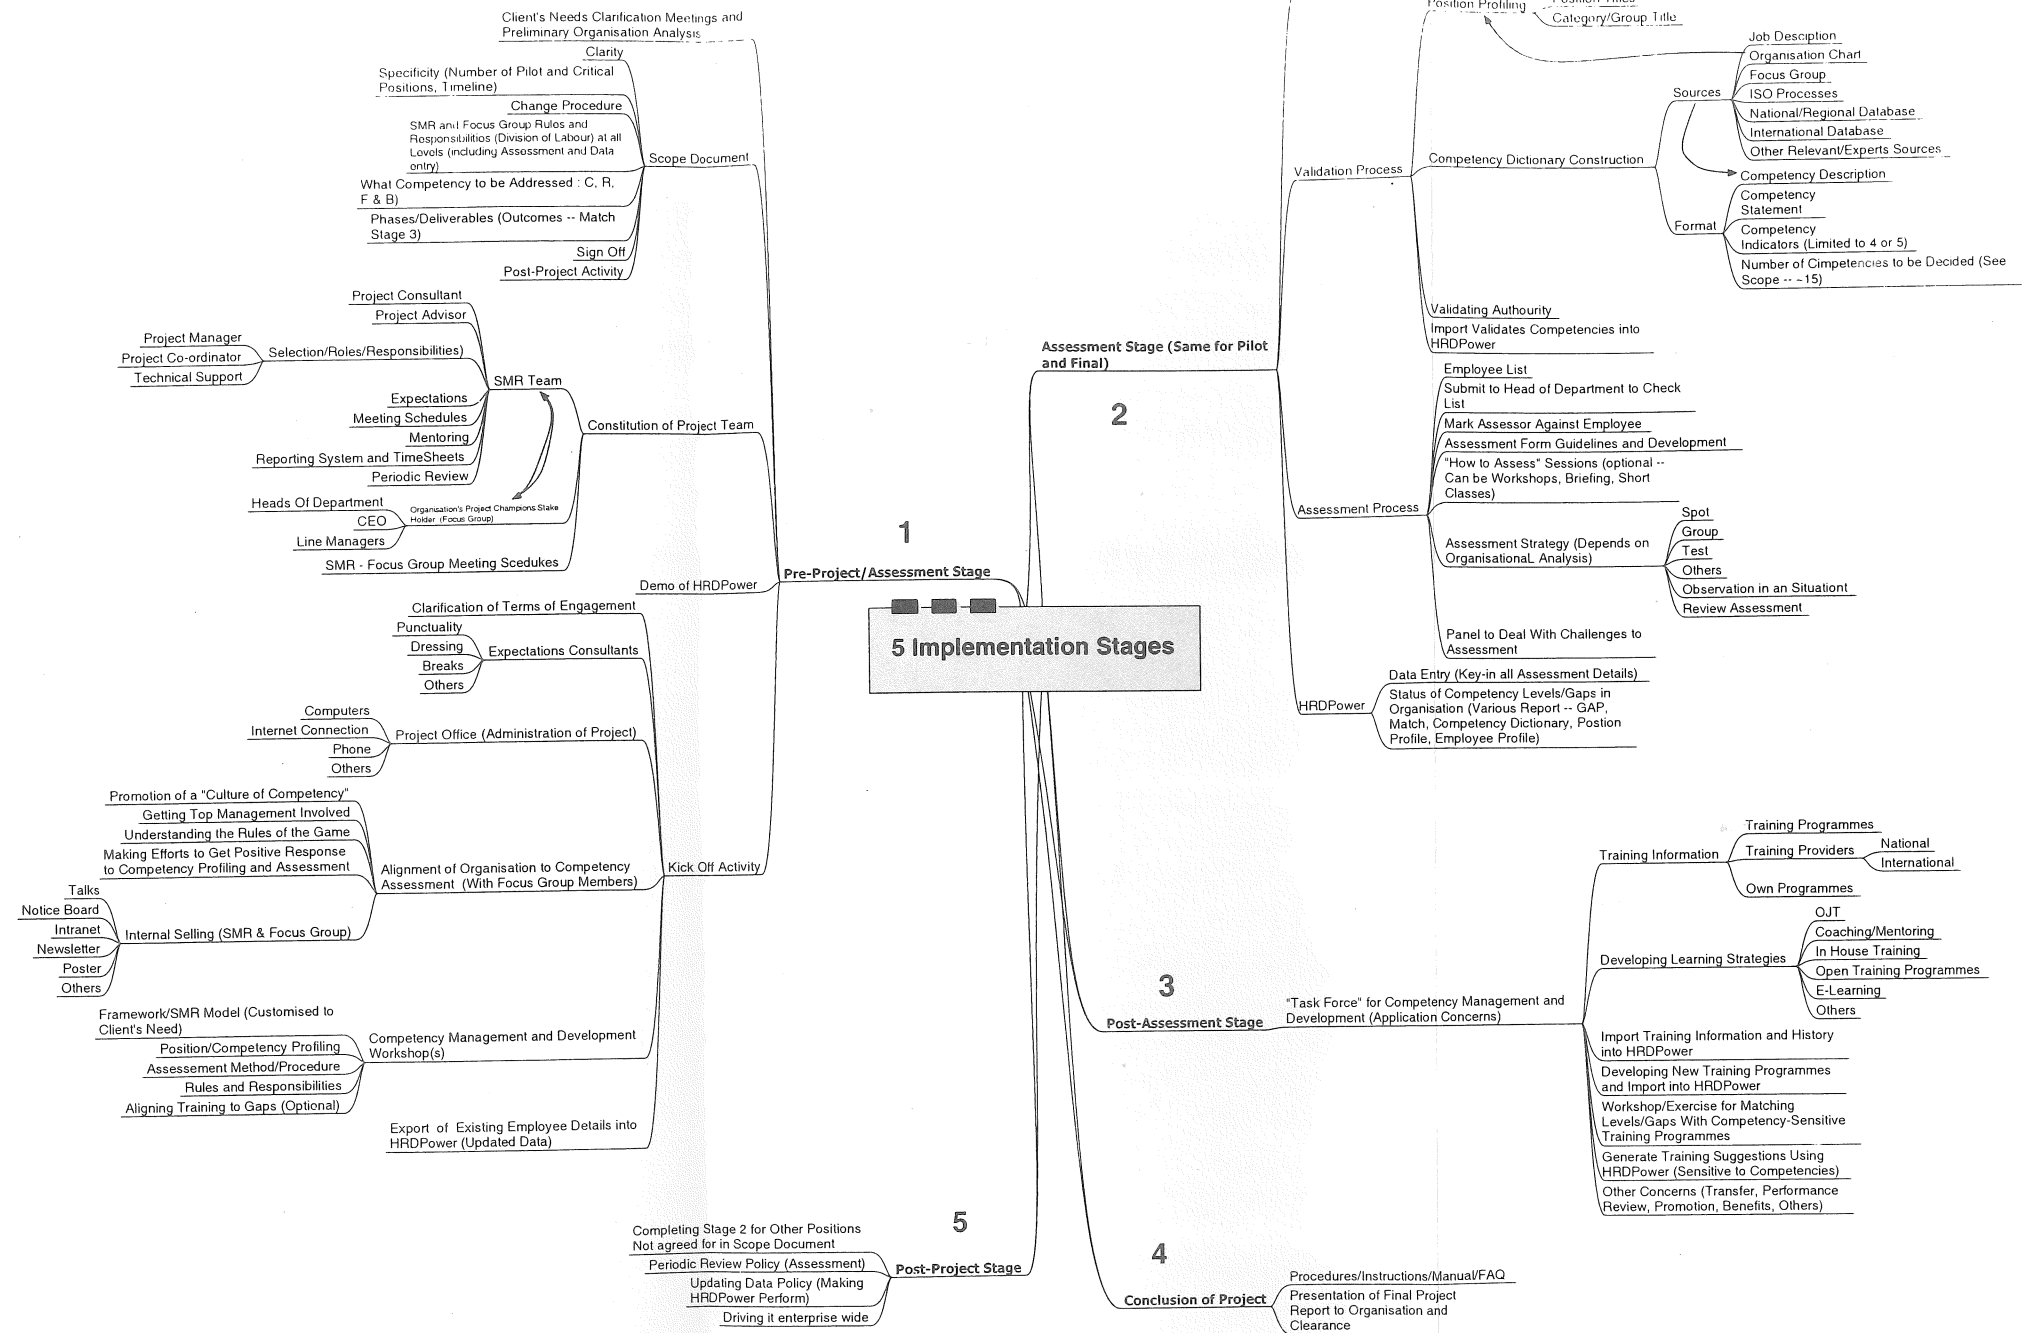 Client's Needs Clarification Meetings and
Preliminary Organisation Analysis
Clarity
Specificity (Number of Pilot and Critical
Positions, Timeline)
Change Procedure
SMR and Focus Group Rules and
Responsibilities (Division of Labour) at all
Levels (including Assessment and Data
entry)
Scope Document
What Competency to be Addressed : C, R,
F & B)
Phases/Deliverables (Outcomes -- Match
Stage 3)
Sign Off
Post-Project Activity
Project Consultant
Project Advisor
Project Manager
Project Co-ordinator
Technical Support
Selection/Roles/Responsibilities)
SMR Team
Expectations
Meeting Schedules
Mentoring
Reporting System and TimeSheets
Periodic Review
Constitution of Project Team
Heads Of Department
CEO
Line Managers
Organisation's Project Champions Stake
Holder (Focus Group)
SMR - Focus Group Meeting Scedukes
Demo of HRDPower
1
Pre-Project/Assessment Stage
5 Implementation Stages
Clarification of Terms of Engagement
Punctuality
Dressing
Breaks
Others
Expectations Consultants
Computers
Internet Connection
Phone
Others
Project Office (Administration of Project)
Promotion of a "Culture of Competency"
Getting Top Management Involved
Understanding the Rules of the Game
Making Efforts to Get Positive Response
to Competency Profiling and Assessment
Alignment of Organisation to Competency
Assessment (With Focus Group Members)
Kick Off Activity
Talks
Notice Board
Intranet
Newsletter
Poster
Others
Internal Selling (SMR & Focus Group)
Framework/SMR Model (Customised to
Client's Need)
Position/Competency Profiling
Assessement Method/Procedure
Rules and Responsibilities
Aligning Training to Gaps (Optional)
Competency Management and Development
Workshop(s)
Export of Existing Employee Details into
HRDPower (Updated Data)
Position Profiling
Position Titles
Category/Group Title
Job Desciption
Organisation Chart
Focus Group
ISO Processes
National/Regional Database
International Database
Other Relevant/Experts Sources
Sources
Validation Process
Competency Dictionary Construction
Competency Description
Competency
Statement
Format
Competency
Indicators (Limited to 4 or 5)
Number of Cimpetencies to be Decided (See
Scope -- ~15)
Validating Authourity
Import Validates Competencies into
HRDPower
Assessment Stage (Same for Pilot
and Final)
2
Employee List
Submit to Head of Department to Check
List
Mark Assessor Against Employee
Assessment Form Guidelines and Development
"How to Assess" Sessions (optional --
Can be Workshops, Briefing, Short
Classes)
Assessment Process
Assessment Strategy (Depends on
OrganisationaL Analysis)
Spot
Group
Test
Others
Observation in an Situationt
Review Assessment
Panel to Deal With Challenges to
Assessment
HRDPower
Data Entry (Key-in all Assessment Details)
Status of Competency Levels/Gaps in
Organisation (Various Report -- GAP,
Match, Competency Dictionary, Postion
Profile, Employee Profile)
3
Post-Assessment Stage
"Task Force" for Competency Management and
Development (Application Concerns)
Training Information
Training Programmes
Training Providers
National
International
Own Programmes
Developing Learning Strategies
OJT
Coaching/Mentoring
In House Training
Open Training Programmes
E-Learning
Others
Import Training Information and History
into HRDPower
Developing New Training Programmes
and Import into HRDPower
Workshop/Exercise for Matching
Levels/Gaps With Competency-Sensitive
Training Programmes
Generate Training Suggestions Using
HRDPower (Sensitive to Competencies)
Other Concerns (Transfer, Performance
Review, Promotion, Benefits, Others)
4
Conclusion of Project
Procedures/Instructions/Manual/FAQ
Presentation of Final Project
Report to Organisation and
Clearance
5
Post-Project Stage
Completing Stage 2 for Other Positions
Not agreed for in Scope Document
Periodic Review Policy (Assessment)
Updating Data Policy (Making
HRDPower Perform)
Driving it enterprise wide